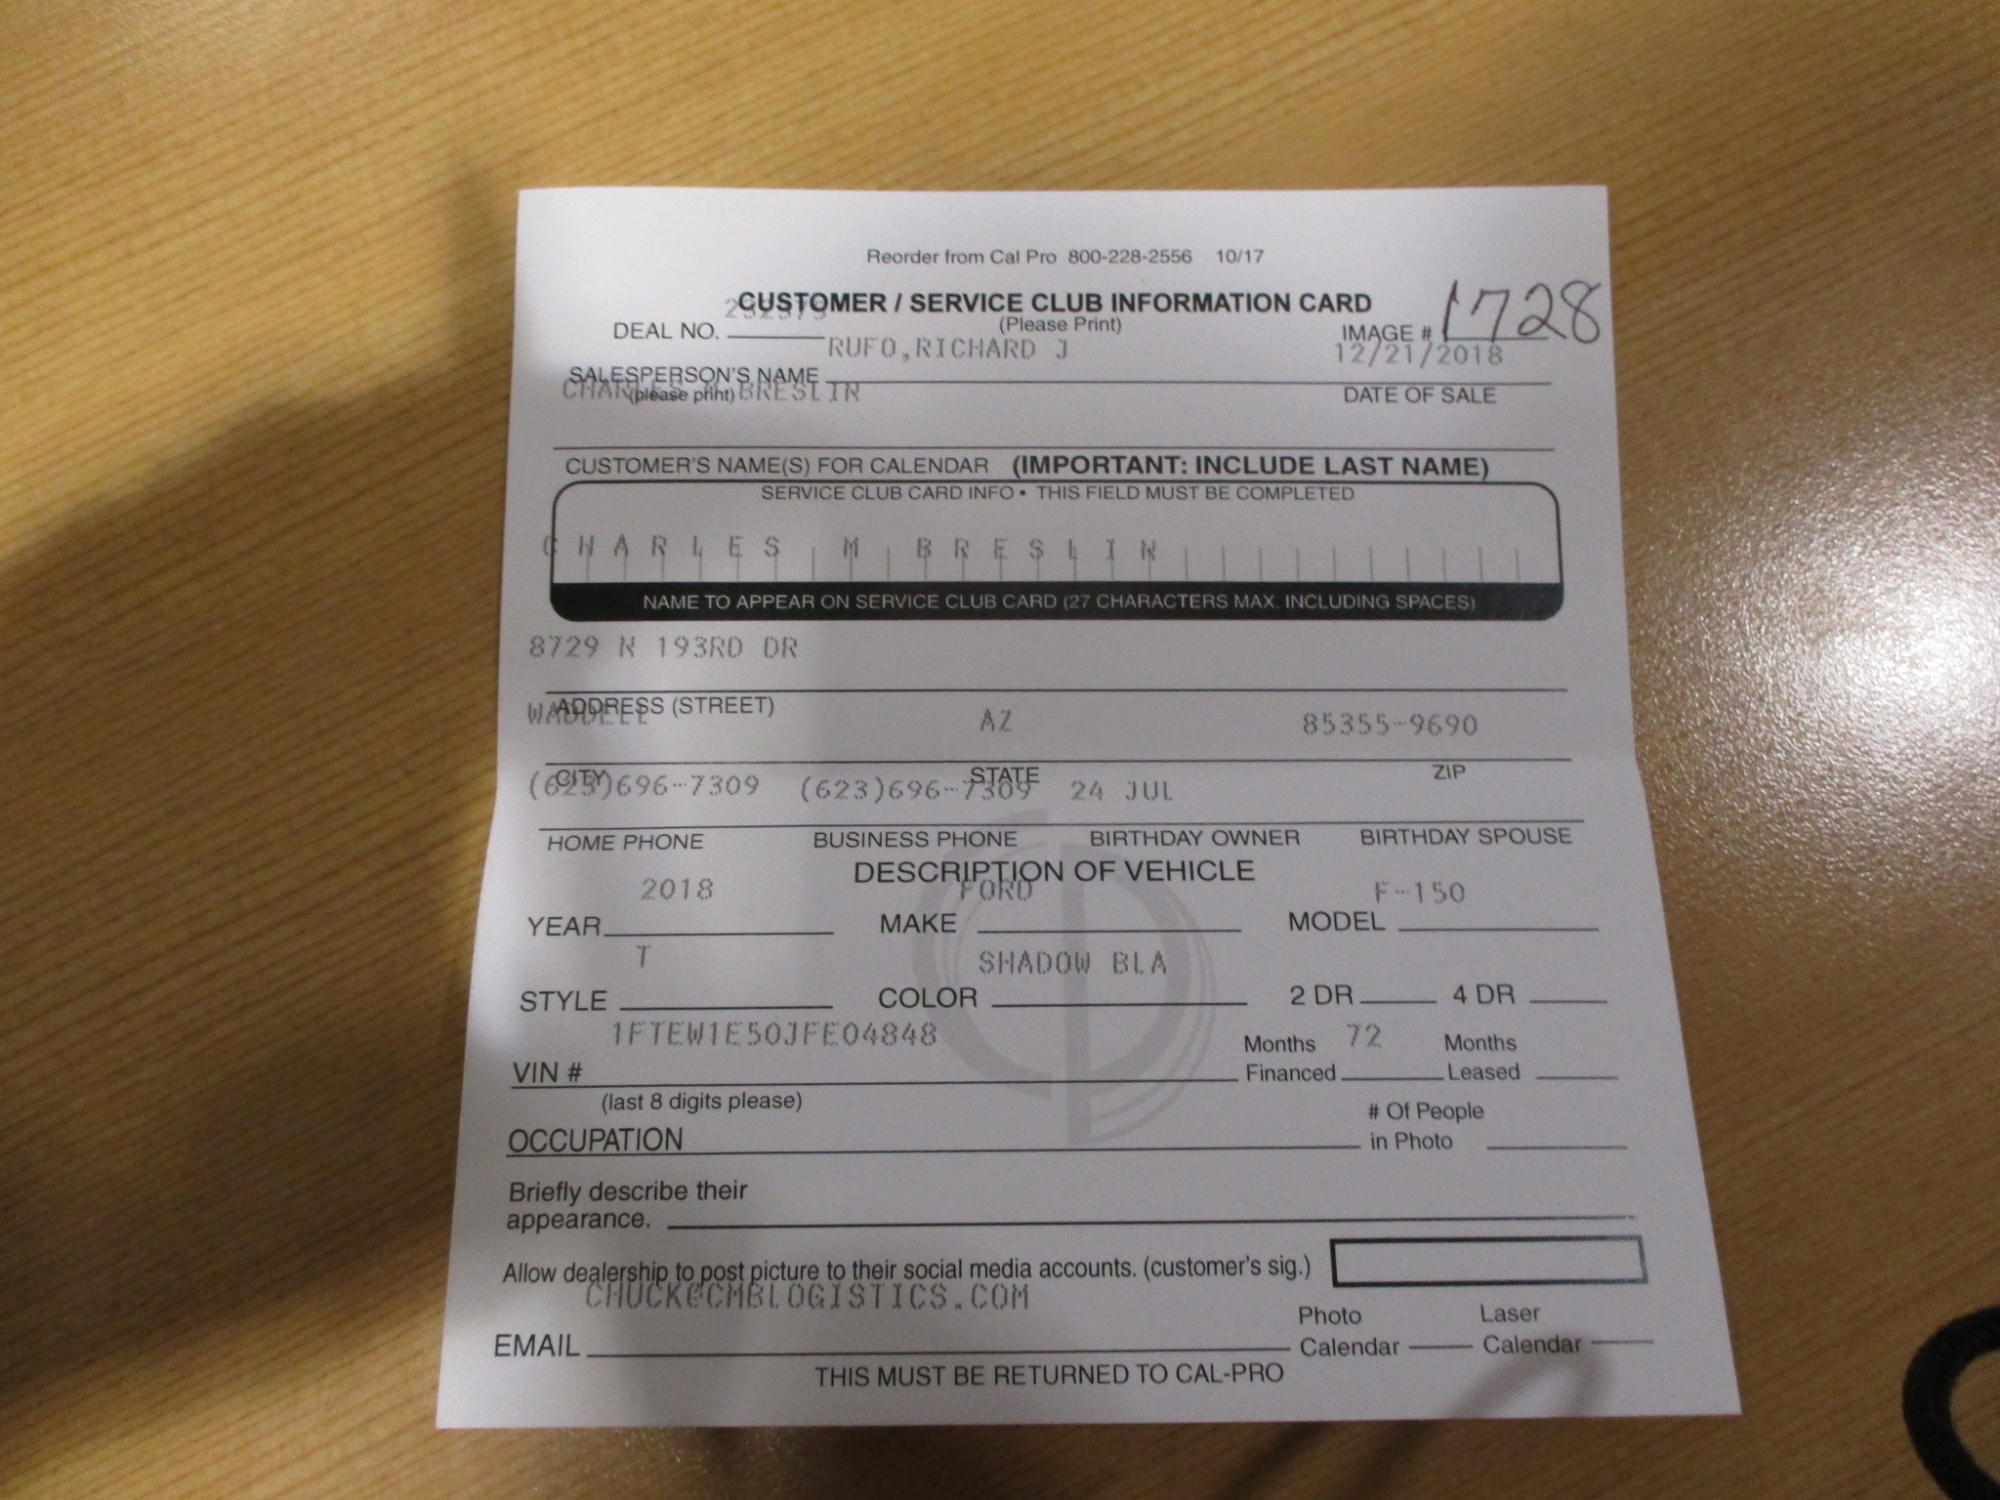 Reorder from Cal Pro 800-228-2556 10/17
CUSTOMER / SERVICE CLUB INFORMATION CARD
(Please Print)
DEAL NO.
IMAGE # 1728
RUFO,RICHARD J
12/21/2018
SALESPERSON'S NAME
(please print)
DATE OF SALE
CHARLES M BRESLIN
CUSTOMER'S NAME(S) FOR CALENDAR (IMPORTANT: INCLUDE LAST NAME)
SERVICE CLUB CARD INFO • THIS FIELD MUST BE COMPLETED
CHARLES M BRESLIN
NAME TO APPEAR ON SERVICE CLUB CARD (27 CHARACTERS MAX. INCLUDING SPACES)
8729 N 193RD DR
ADDRESS (STREET)
WADDELL AZ 85355-9690
CITY STATE ZIP
(623)696-7309 (623)696-7309 24 JUL
HOME PHONE BUSINESS PHONE BIRTHDAY OWNER BIRTHDAY SPOUSE
DESCRIPTION OF VEHICLE
2018 FORD F-150
YEAR MAKE MODEL
T SHADOW BLA
STYLE COLOR 2 DR 4 DR
1FTEW1E50JFE04848
Months 72 Months
VIN # Financed Leased
(last 8 digits please)
# Of People
OCCUPATION in Photo
Briefly describe their
appearance.
Allow dealership to post picture to their social media accounts. (customer's sig.)
CHUCK@CMBLOGISTICS.COM
Photo Laser
EMAIL Calendar Calendar
THIS MUST BE RETURNED TO CAL-PRO